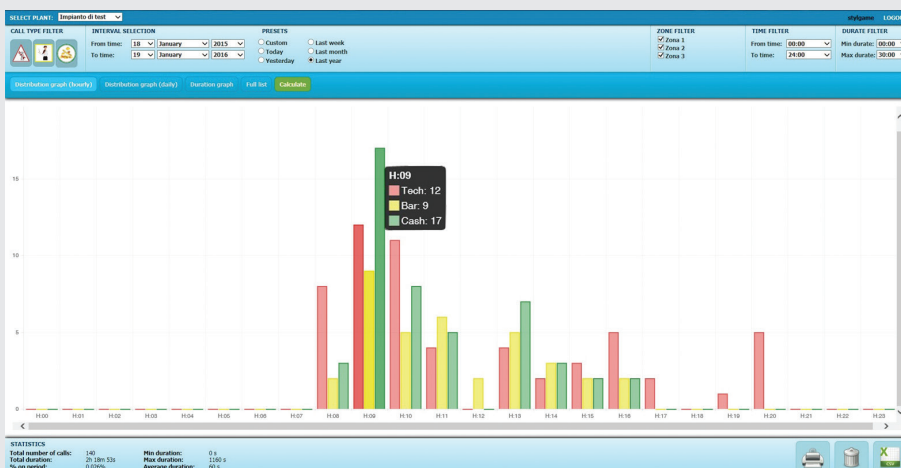 SELECT PLANT: Impianto di test
stylgame LOGOU
CALL TYPE FILTER
INTERVAL SELECTION
From time: 18 January 2015
To time: 19 January 2016
PRESETS
Custom Last week
Today Last month
Yesterday Last year
ZONE FILTER
Zona 1
Zona 2
Zona 3
TIME FILTER
From time: 00:00
To time: 24:00
DURATE FILTER
Min durate: 00:00
Max durate: 30:00
Distribution graph (hourly) Distribution graph (daily) Duration graph Full list Calculate
H:09
Tech: 12
Bar: 9
Cash: 17
15
10
5
0
H:00 H:01 H:02 H:03 H:04 H:05 H:06 H:07 H:08 H:09 H:10 H:11 H:12 H:13 H:14 H:15 H:16 H:17 H:18 H:19 H:20 H:21 H:22 H:23
STATISTICS
Total number of calls: 140 Min duration: 0 s
Total duration: 2h 18m 53s Max duration: 1160 s
% on period: 0.026% Average duration: 60 s
X